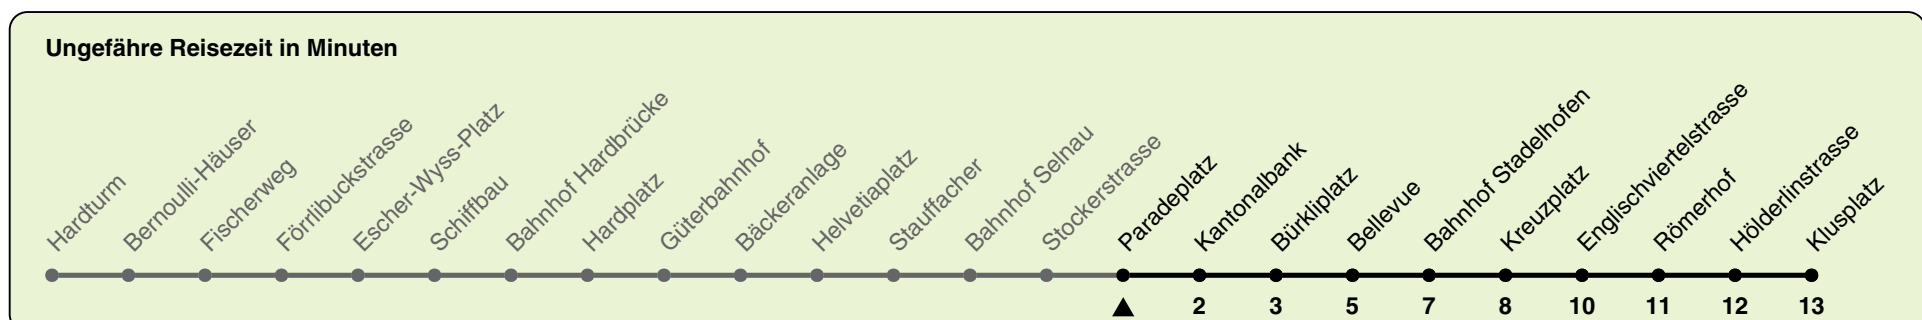 Ungefähre Reisezeit in Minuten
Hardturm
Bernoulli-Häuser
Fischerweg
Förrlibuckstrasse
Escher-Wyss-Platz
Schiffbau
Bahnhof Hardbrücke
Hardplatz
Güterbahnhof
Bäckeranlage
Helvetiaplatz
Stauffacher
Bahnhof Selnau
Stockerstrasse
Paradeplatz
Kantonalbank
Bürkliplatz
Bellevue
Bahnhof Stadelhofen
Kreuzplatz
Englischviertelstrasse
Römerhof
Hölderlinstrasse
Klusplatz
2 3 5 7 8 10 11 12 13